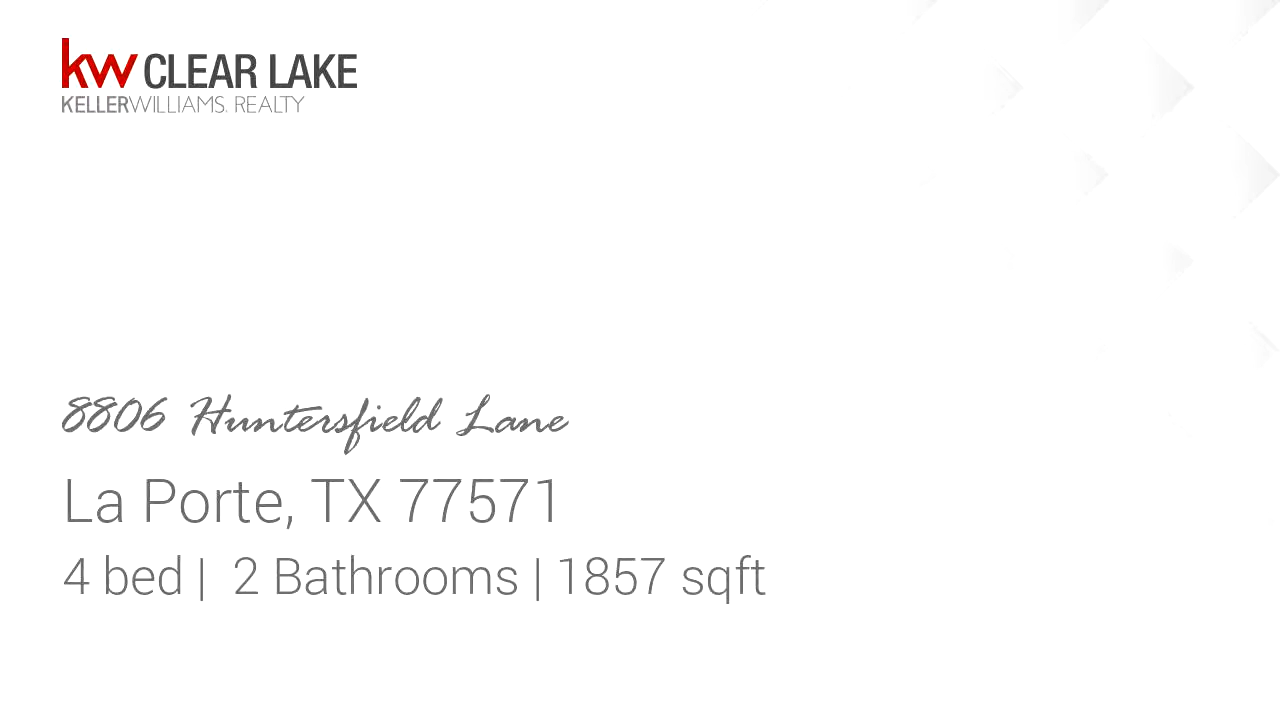 kw CLEAR LAKE
KELLERWILLIAMS. REALTY
8806 Huntersfield Lane
La Porte, TX 77571
4 bed | 2 Bathrooms | 1857 sqft